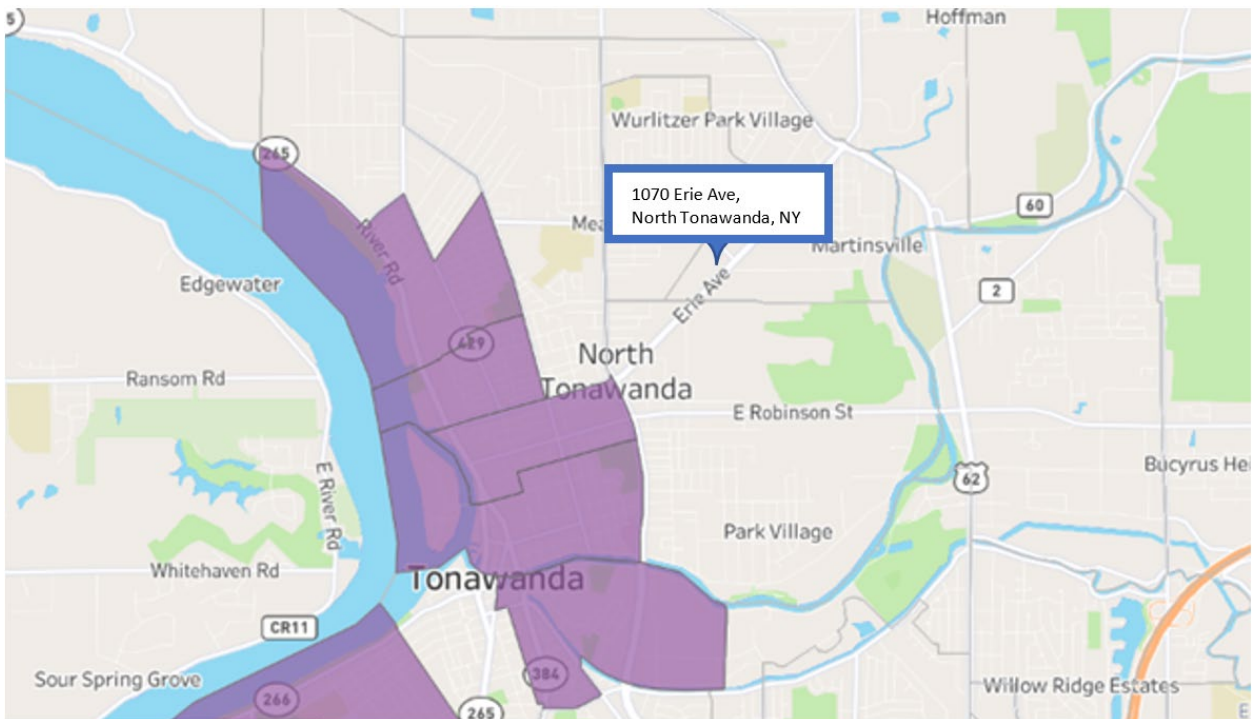 5
Hoffman
Wurlitzer Park Village
265
1070 Erie Ave,
North Tonawanda, NY
60
River Rd
Mea
Martinsville
Edgewater
2
Erie Ave
429
North
Tonawanda
Ransom Rd
E Robinson St
E River Rd
62
Bucyrus Hei
Park Village
Whitehaven Rd
Tonawanda
CR11
Sour Spring Grove
384
Willow Ridge Estates
266
265
E